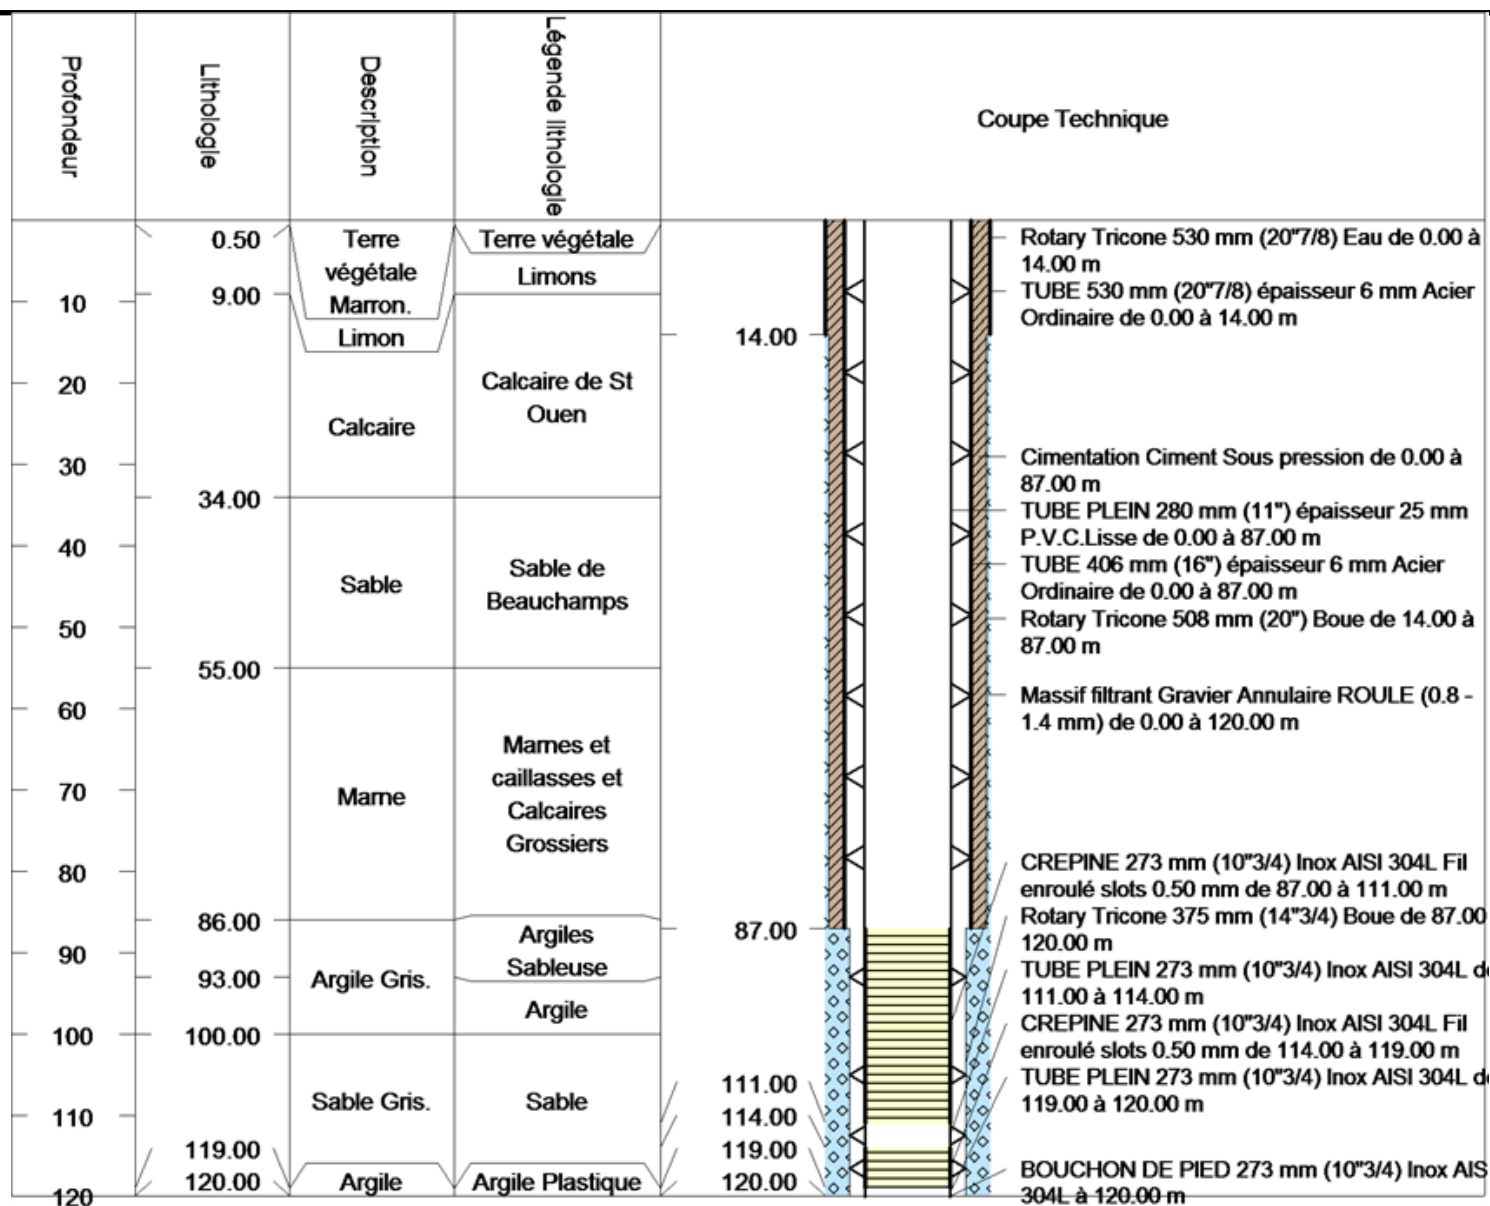 Profondeur
Lithologie
Description
Légende lithologie
Coupe Technique
10
20
30
40
50
60
70
80
90
100
110
120
0.50
9.00
34.00
55.00
86.00
93.00
100.00
119.00
120.00
Terre
végétale
Marron.
Limon
Calcaire
Sable
Marne
Argile Gris.
Sable Gris.
Argile
Terre végétale
Limons
Calcaire de St
Ouen
Sable de
Beauchamps
Marnes et
caillasses et
Calcaires
Grossiers
Argiles
Sableuse
Argile
Sable
Argile Plastique
14.00
87.00
111.00
114.00
119.00
120.00
Rotary Tricone 530 mm (20"7/8) Eau de 0.00 à
14.00 m
TUBE 530 mm (20"7/8) épaisseur 6 mm Acier
Ordinaire de 0.00 à 14.00 m
Cimentation Ciment Sous pression de 0.00 à
87.00 m
TUBE PLEIN 280 mm (11") épaisseur 25 mm
P.V.C.Lisse de 0.00 à 87.00 m
TUBE 406 mm (16") épaisseur 6 mm Acier
Ordinaire de 0.00 à 87.00 m
Rotary Tricone 508 mm (20") Boue de 14.00 à
87.00 m
Massif filtrant Gravier Annulaire ROULE (0.8 -
1.4 mm) de 0.00 à 120.00 m
CREPINE 273 mm (10"3/4) Inox AISI 304L Fil
enroulé slots 0.50 mm de 87.00 à 111.00 m
Rotary Tricone 375 mm (14"3/4) Boue de 87.00
120.00 m
TUBE PLEIN 273 mm (10"3/4) Inox AISI 304L de
111.00 à 114.00 m
CREPINE 273 mm (10"3/4) Inox AISI 304L Fil
enroulé slots 0.50 mm de 114.00 à 119.00 m
TUBE PLEIN 273 mm (10"3/4) Inox AISI 304L de
119.00 à 120.00 m
BOUCHON DE PIED 273 mm (10"3/4) Inox AIS
304L à 120.00 m